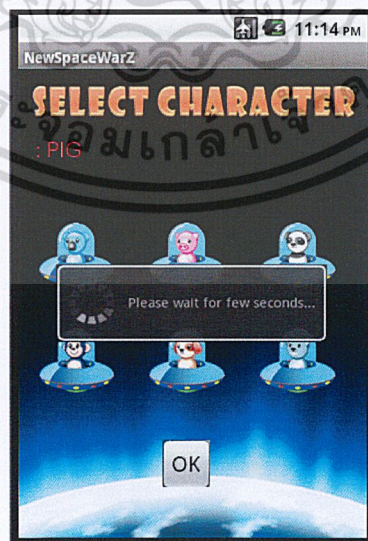 11:14 PM
NewSpaceWarZ
SELECT CHARACTER
: PIG
Please wait for few seconds...
OK